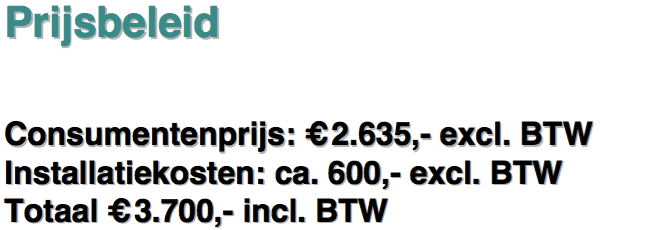 Prijsbeleid
Consumentenprijs: €2.635,- excl. BTW
Installatiekosten: ca. 600,- excl. BTW
Totaal €3.700,- incl. BTW